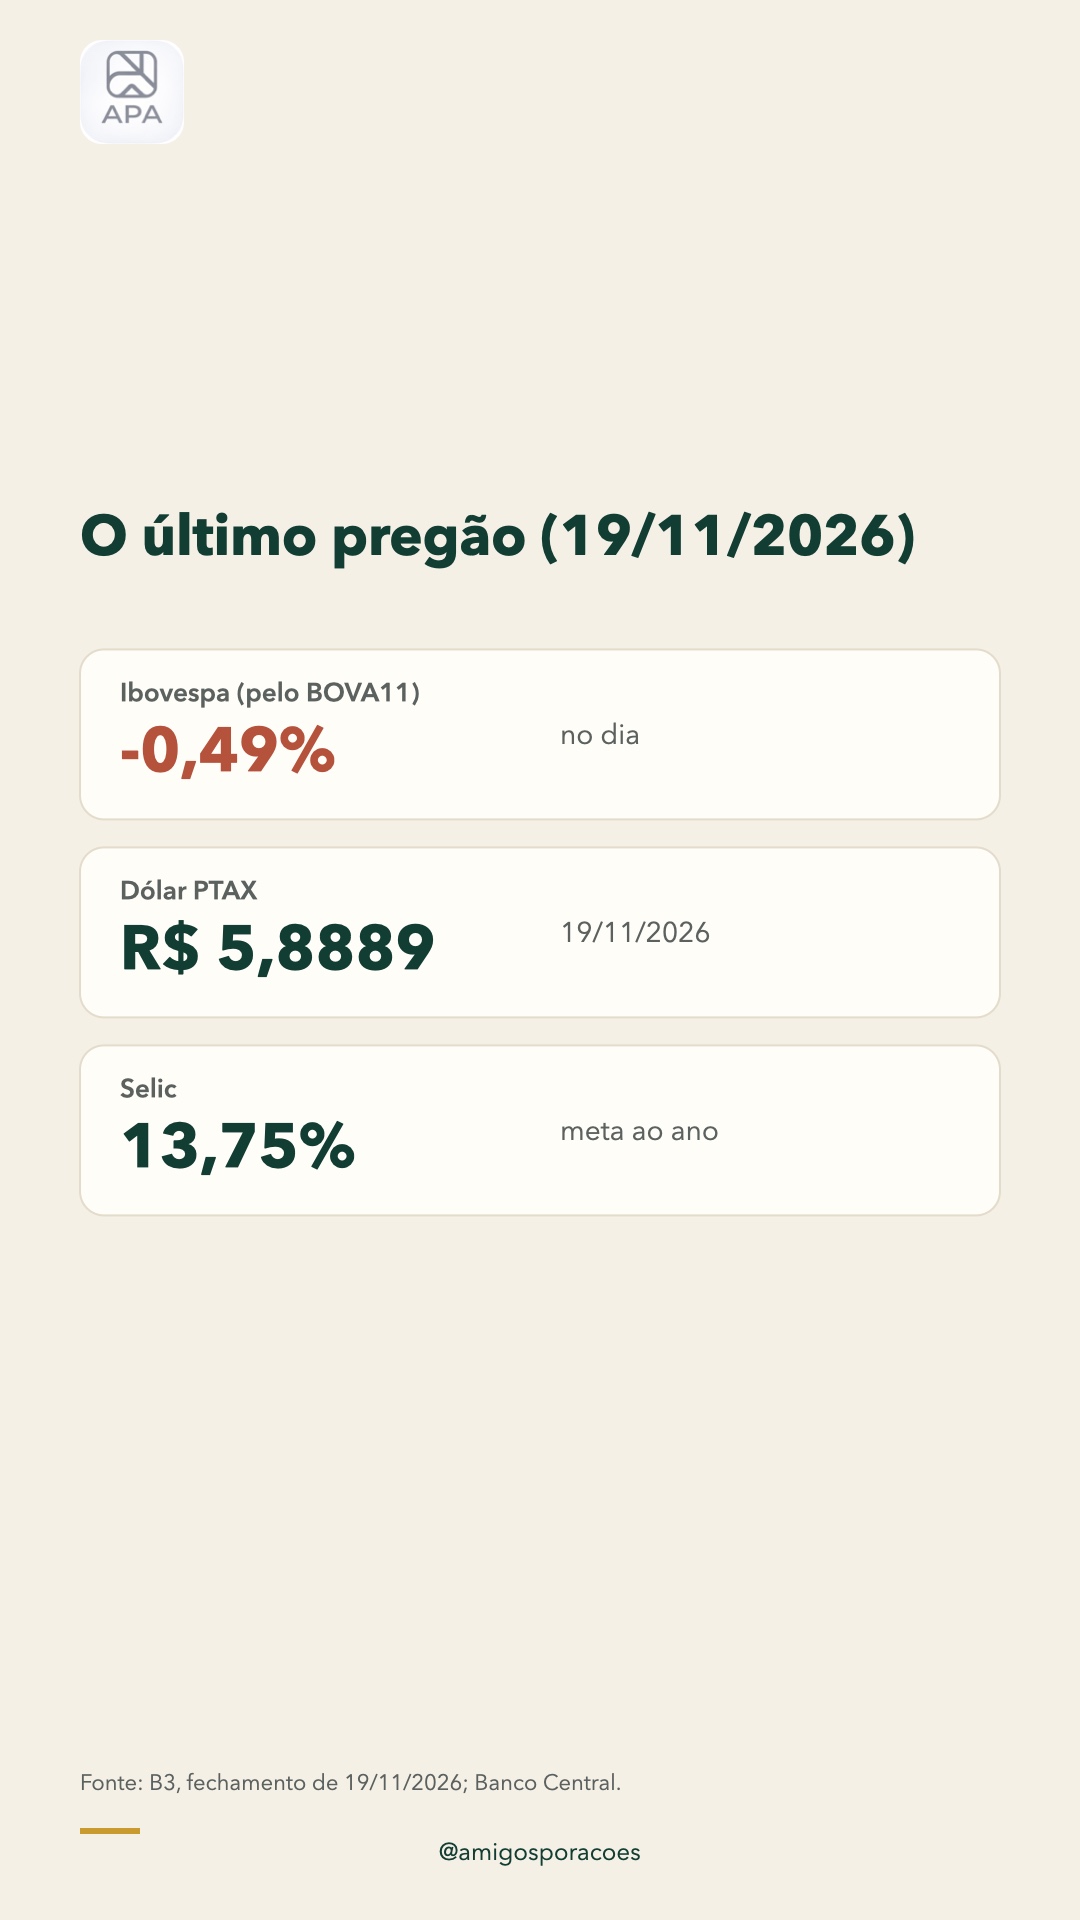 APA
O último pregão (19/11/2026)
Ibovespa (pelo BOVA11)
-0,49%
no dia
Dólar PTAX
R$ 5,8889
19/11/2026
Selic
13,75%
meta ao ano
Fonte: B3, fechamento de 19/11/2026; Banco Central.
@amigosporacoes